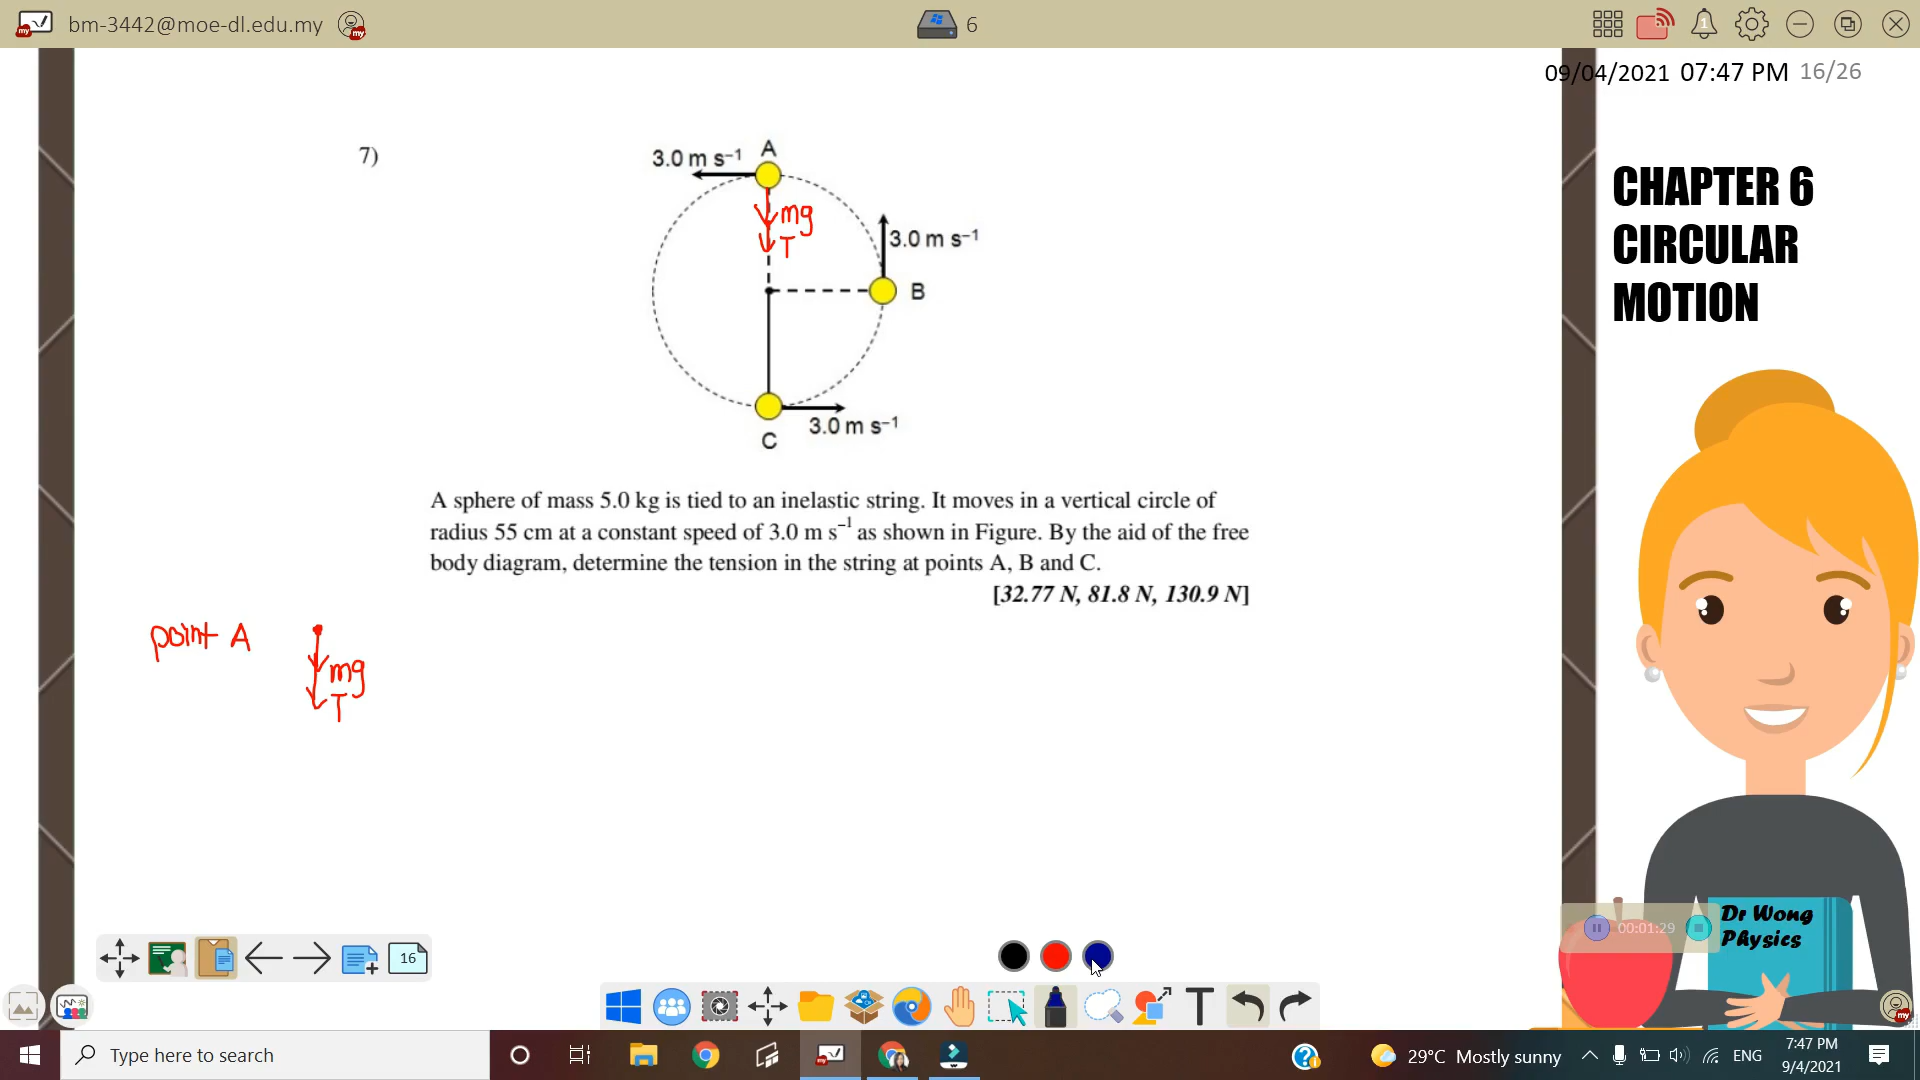 bm-3442@moe-dl.edu.my
6
1
09/04/2021 07:47 PM 16/26
7)
A
3.0 m s⁻¹
mg
T
3.0 m s⁻¹
B
3.0 m s⁻¹
C
A sphere of mass 5.0 kg is tied to an inelastic string. It moves in a vertical circle of
radius 55 cm at a constant speed of 3.0 m s⁻¹ as shown in Figure. By the aid of the free
body diagram, determine the tension in the string at points A, B and C.
[32.77 N, 81.8 N, 130.9 N]
point A
mg
T
CHAPTER 6
CIRCULAR
MOTION
Dr Wong
Physics
00:01:29
16
T
Type here to search
29°C Mostly sunny
ENG
7:47 PM
9/4/2021